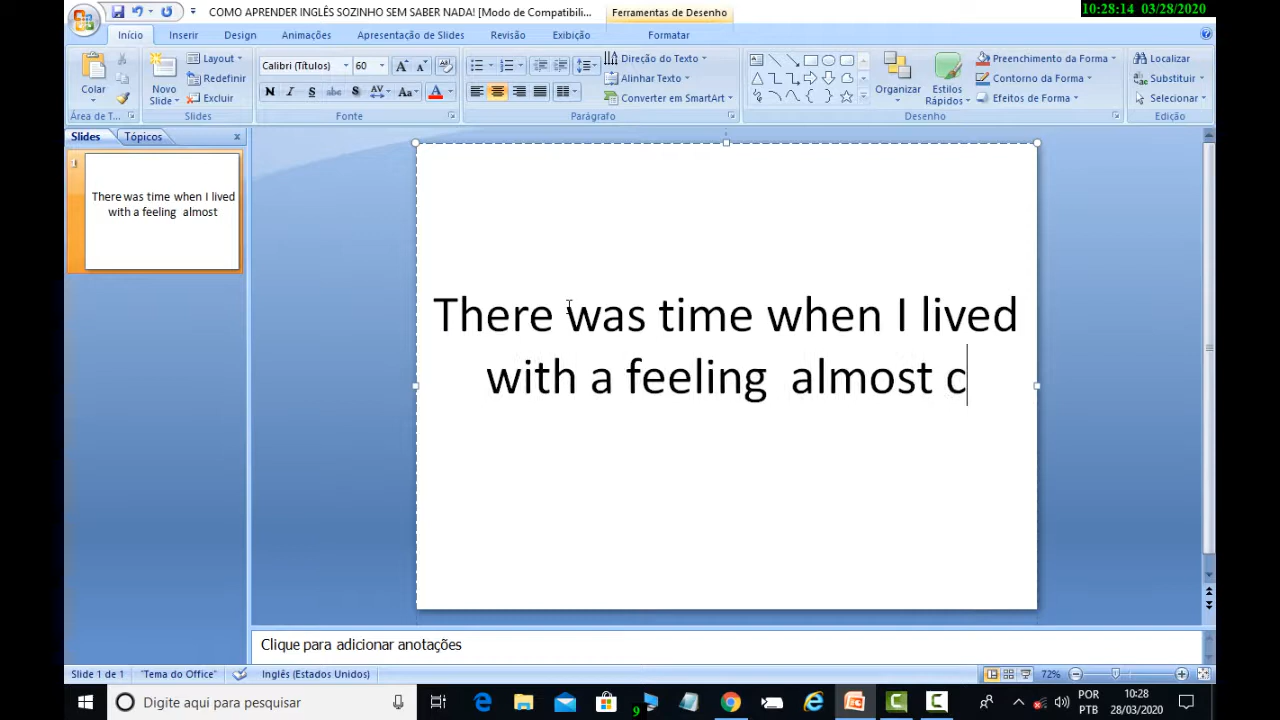 COMO APRENDER INGLÊS SOZINHO SEM SABER NADA! [Modo de Compatibili...
Ferramentas de Desenho
10:28:14 03/28/2020
Início Inserir Design Animações Apresentação de Slides Revisão Exibição Formatar
Colar
Área de T...
Novo
Slide
Layout
Redefinir
Excluir
Slides
Calibri (Títulos) 60
N I S abc S AV Aa A
Fonte
Direção do Texto
Alinhar Texto
Converter em SmartArt
Parágrafo
Organizar
Estilos
Rápidos
Preenchimento da Forma
Contorno da Forma
Efeitos de Forma
Desenho
Localizar
Substituir
Selecionar
Edição
Slides Tópicos
1
There was time when I lived
with a feeling almost
There was time when I lived
with a feeling  almost c
Clique para adicionar anotações
Slide 1 de 1 "Tema do Office" Inglês (Estados Unidos) 72%
Digite aqui para pesquisar
9
POR
PTB
10:28
28/03/2020